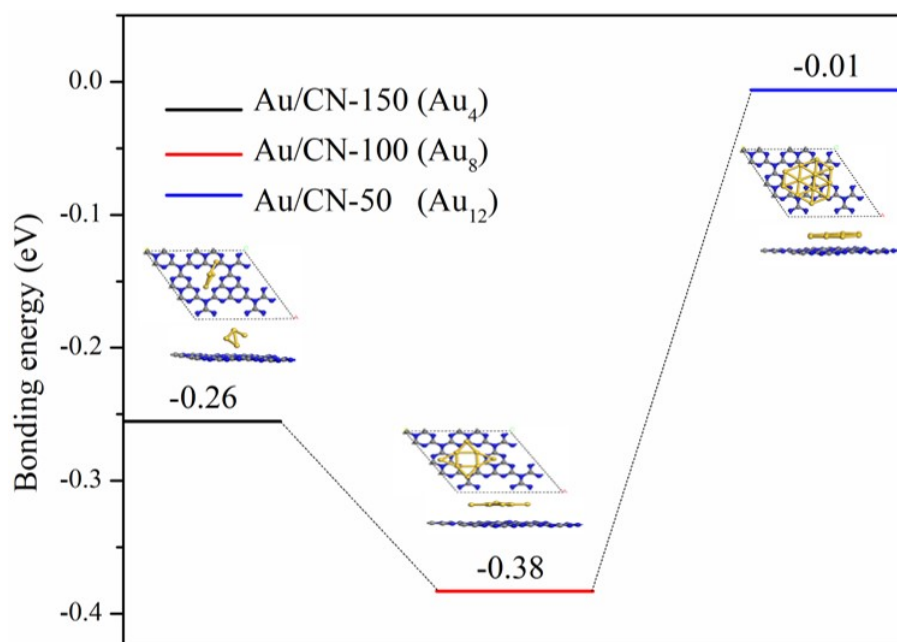 0.0
-0.1
-0.2
-0.3
-0.4
Bonding energy (eV)
Au/CN-150 (Au₄)
Au/CN-100 (Au₈)
Au/CN-50 (Au₁₂)
-0.26
-0.38
-0.01